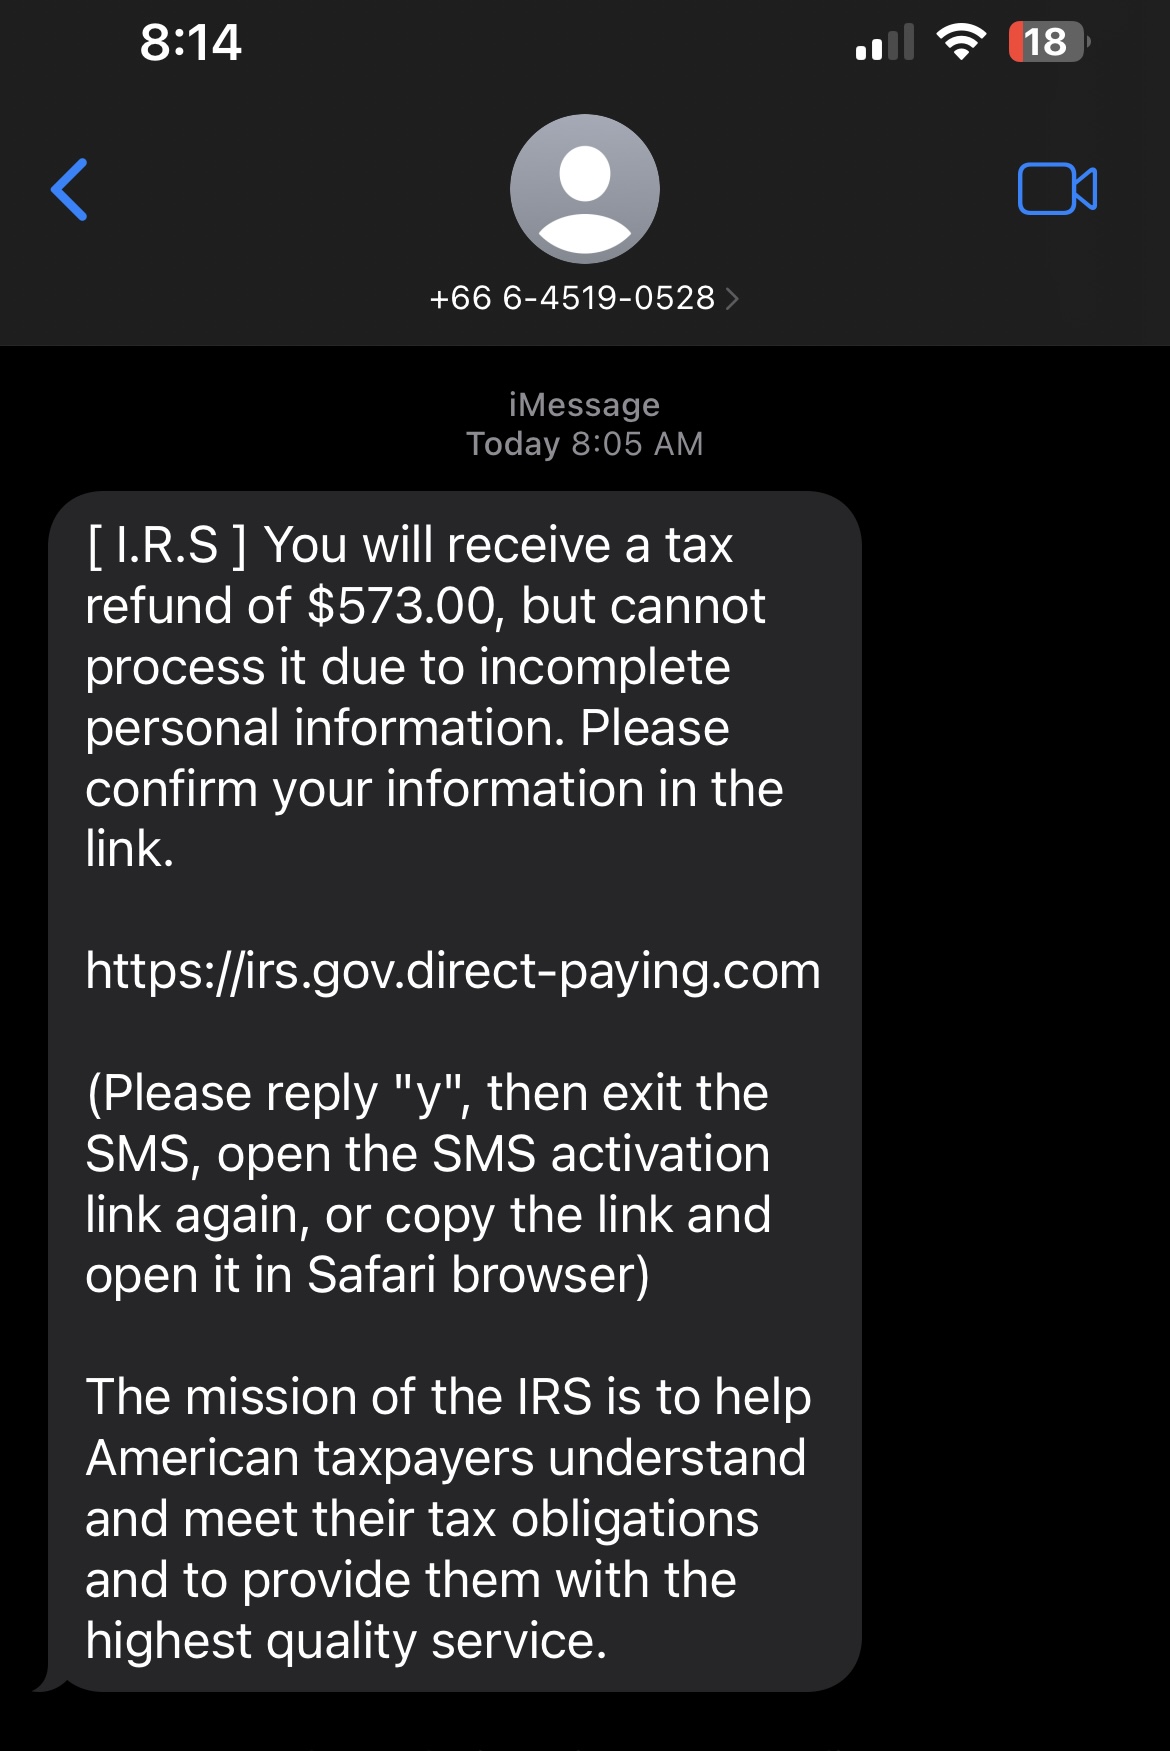 8:14
18
+66 6-4519-0528
iMessage
Today 8:05 AM
[ I.R.S ] You will receive a tax
refund of $573.00, but cannot
process it due to incomplete
personal information. Please
confirm your information in the
link.
https://irs.gov.direct-paying.com
(Please reply "y", then exit the
SMS, open the SMS activation
link again, or copy the link and
open it in Safari browser)
The mission of the IRS is to help
American taxpayers understand
and meet their tax obligations
and to provide them with the
highest quality service.